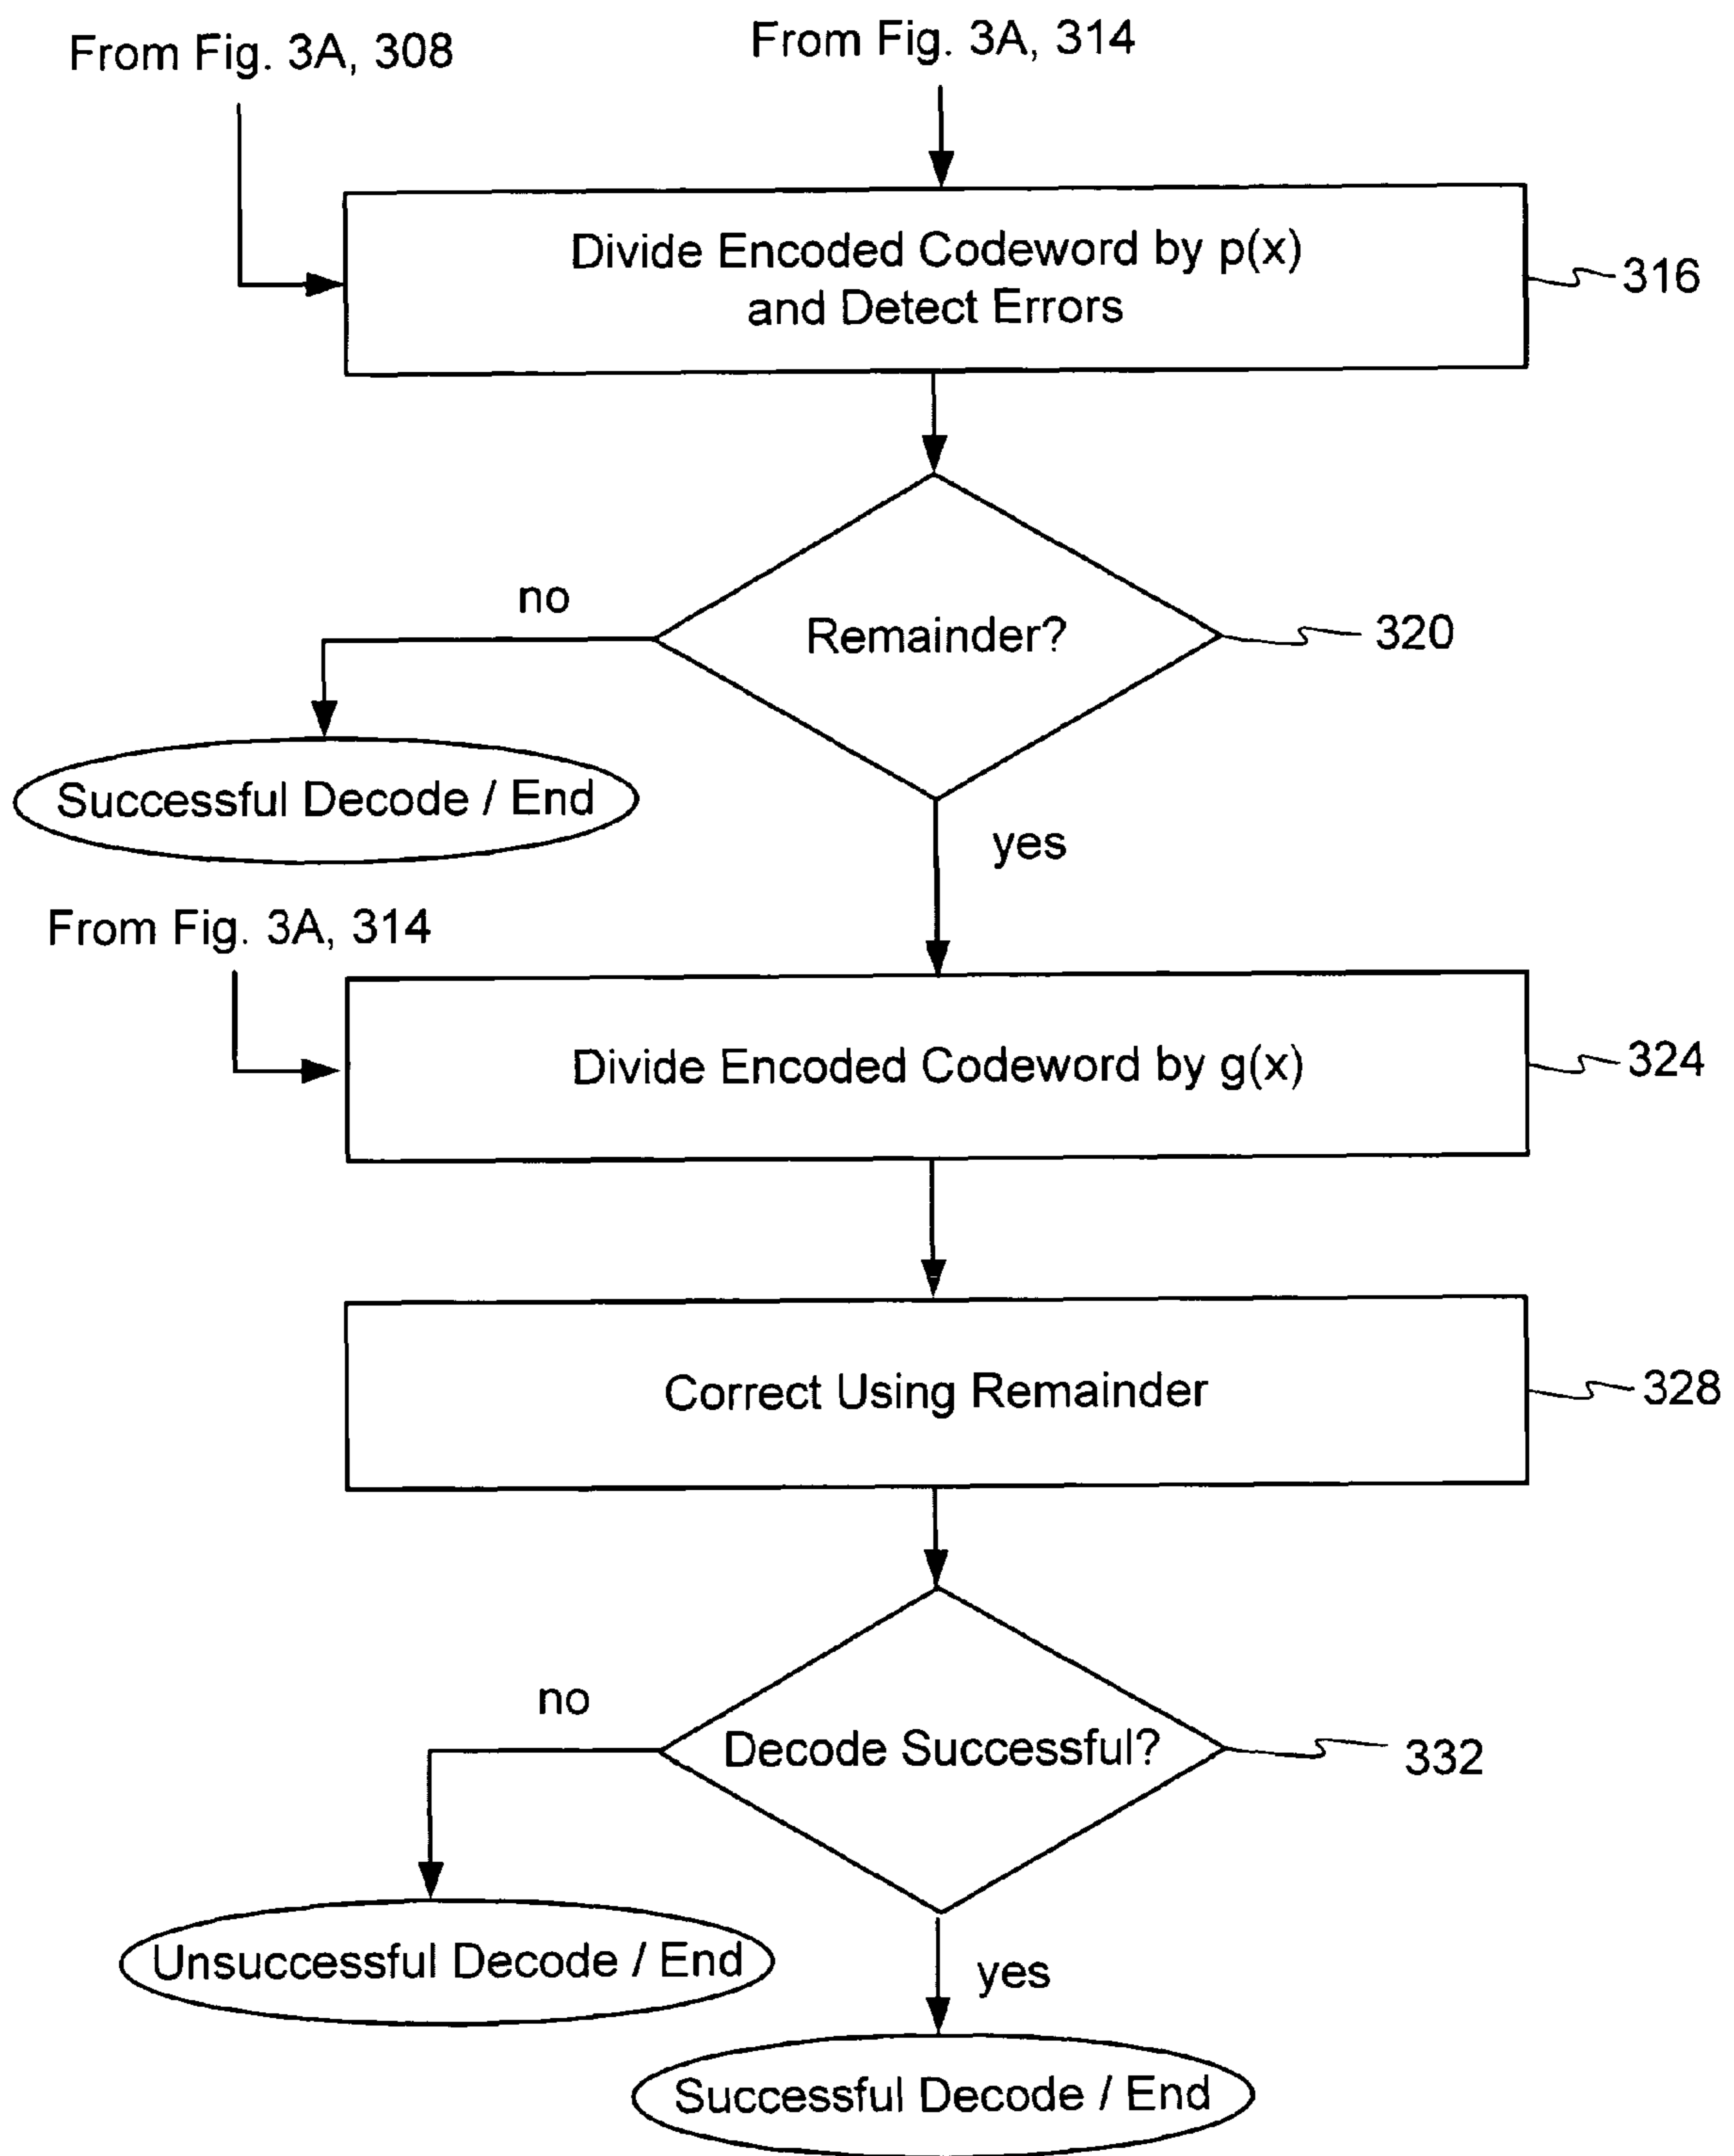 From Fig. 3A, 308
From Fig. 3A, 314
Divide Encoded Codeword by p(x)
and Detect Errors
316
Remainder?
320
no
Successful Decode / End
yes
From Fig. 3A, 314
Divide Encoded Codeword by g(x)
324
Correct Using Remainder
328
Decode Successful?
332
no
Unsuccessful Decode / End
yes
Successful Decode / End